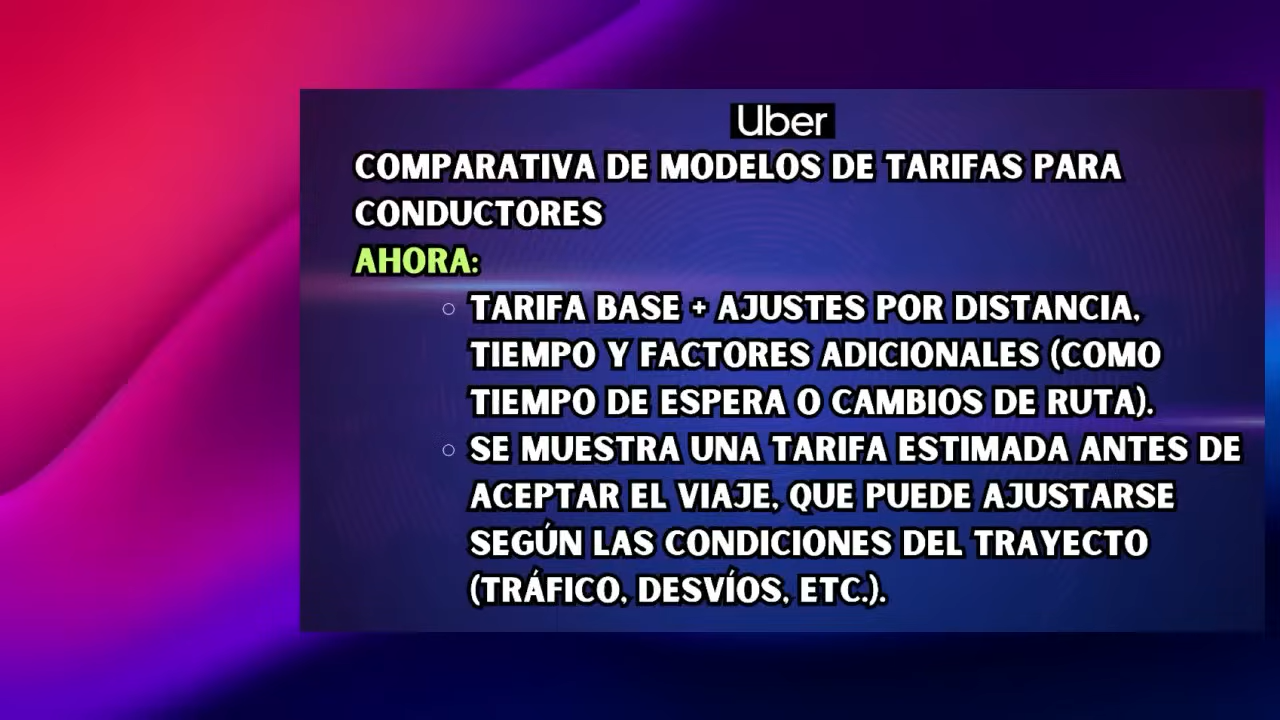 Uber
COMPARATIVA DE MODELOS DE TARIFAS PARA
CONDUCTORES
AHORA:
TARIFA BASE + AJUSTES POR DISTANCIA,
TIEMPO Y FACTORES ADICIONALES (COMO
TIEMPO DE ESPERA O CAMBIOS DE RUTA).
SE MUESTRA UNA TARIFA ESTIMADA ANTES DE
ACEPTAR EL VIAJE, QUE PUEDE AJUSTARSE
SEGÚN LAS CONDICIONES DEL TRAYECTO
(TRÁFICO, DESVÍOS, ETC.).